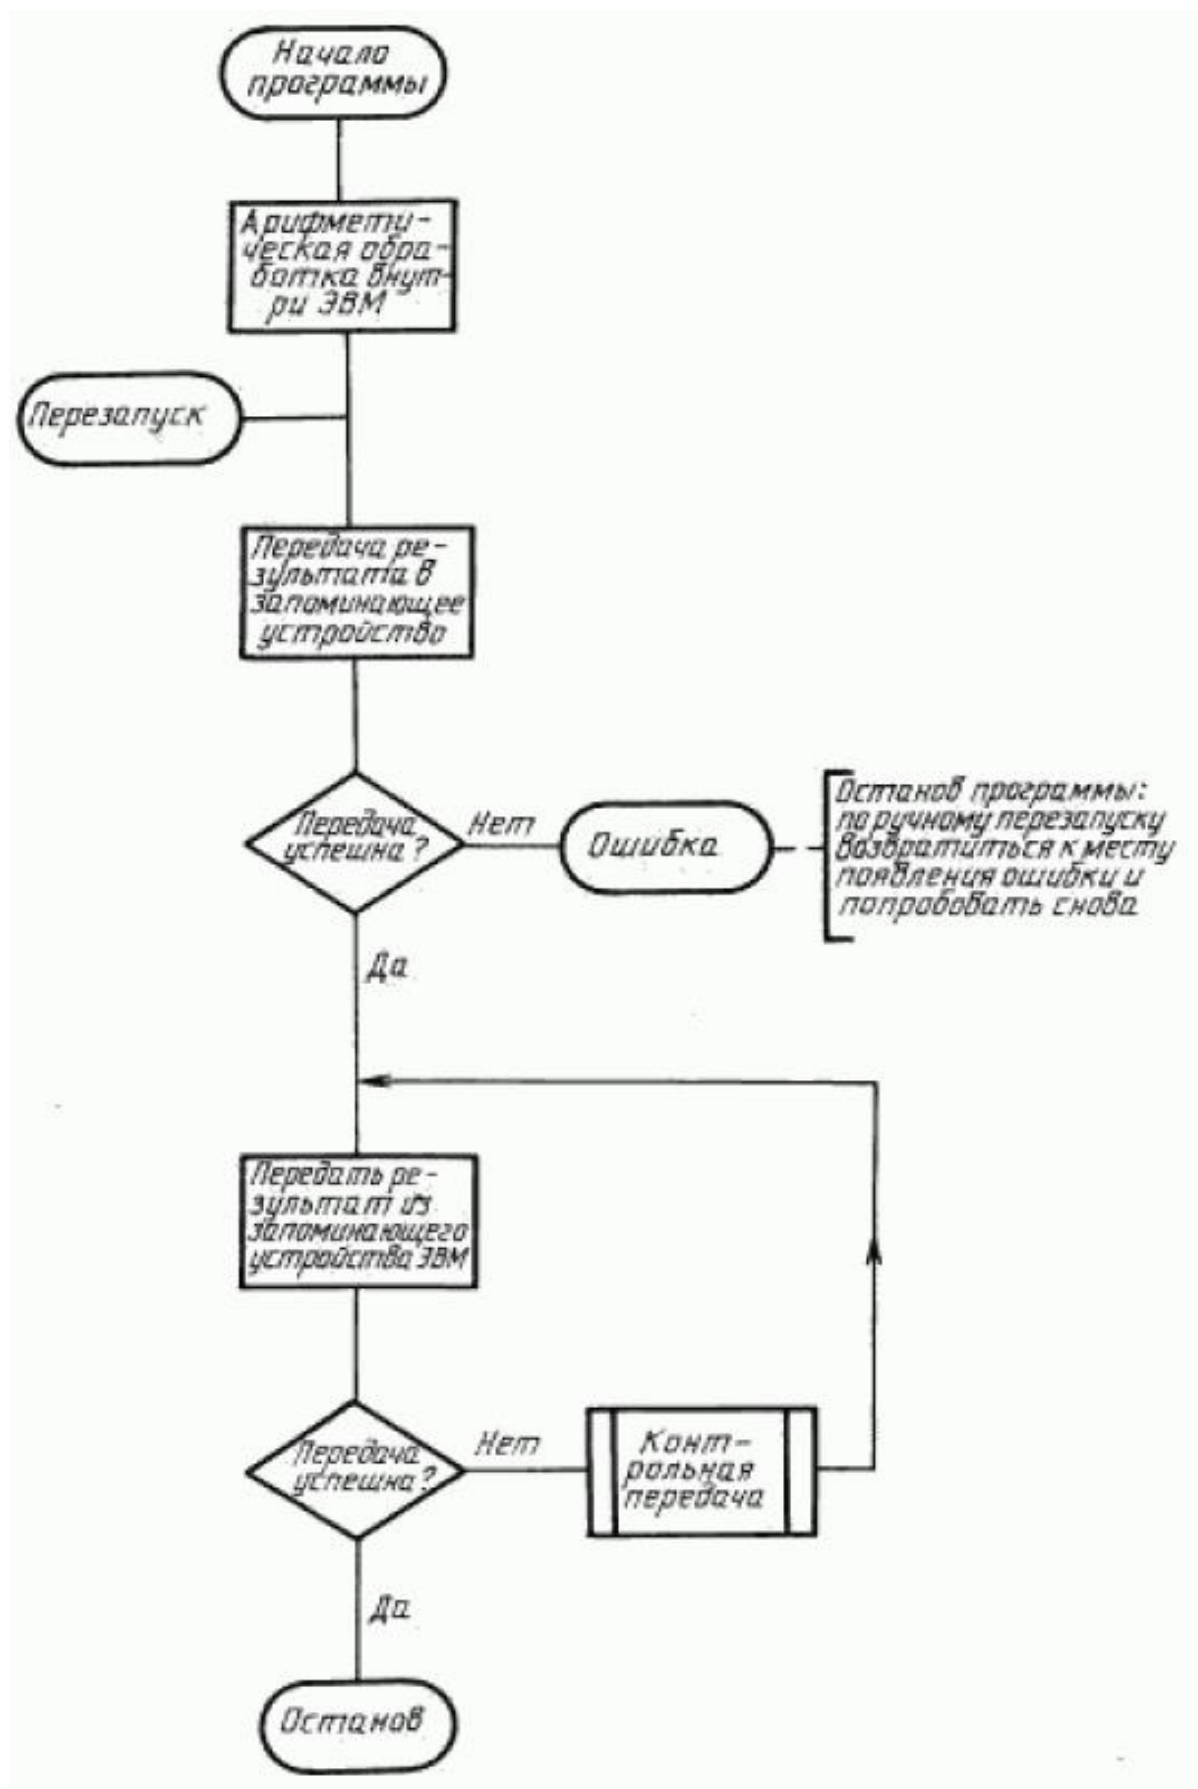 Начало
программы
Арифмети-
ческая обра-
ботка внут-
ри ЭВМ
Перезапуск
Передача ре-
зультата в
запоминающее
устройство
Передача
успешна?
Нет
Ошибка
Останов программы:
по ручному перезапуску
возвратиться к месту
появления ошибки и
попробовать снова
Да
Передать ре-
зультат из
запоминающего
устройства ЭВМ
Передача
успешна?
Нет
Конт-
рольная
передача
Да
Останов